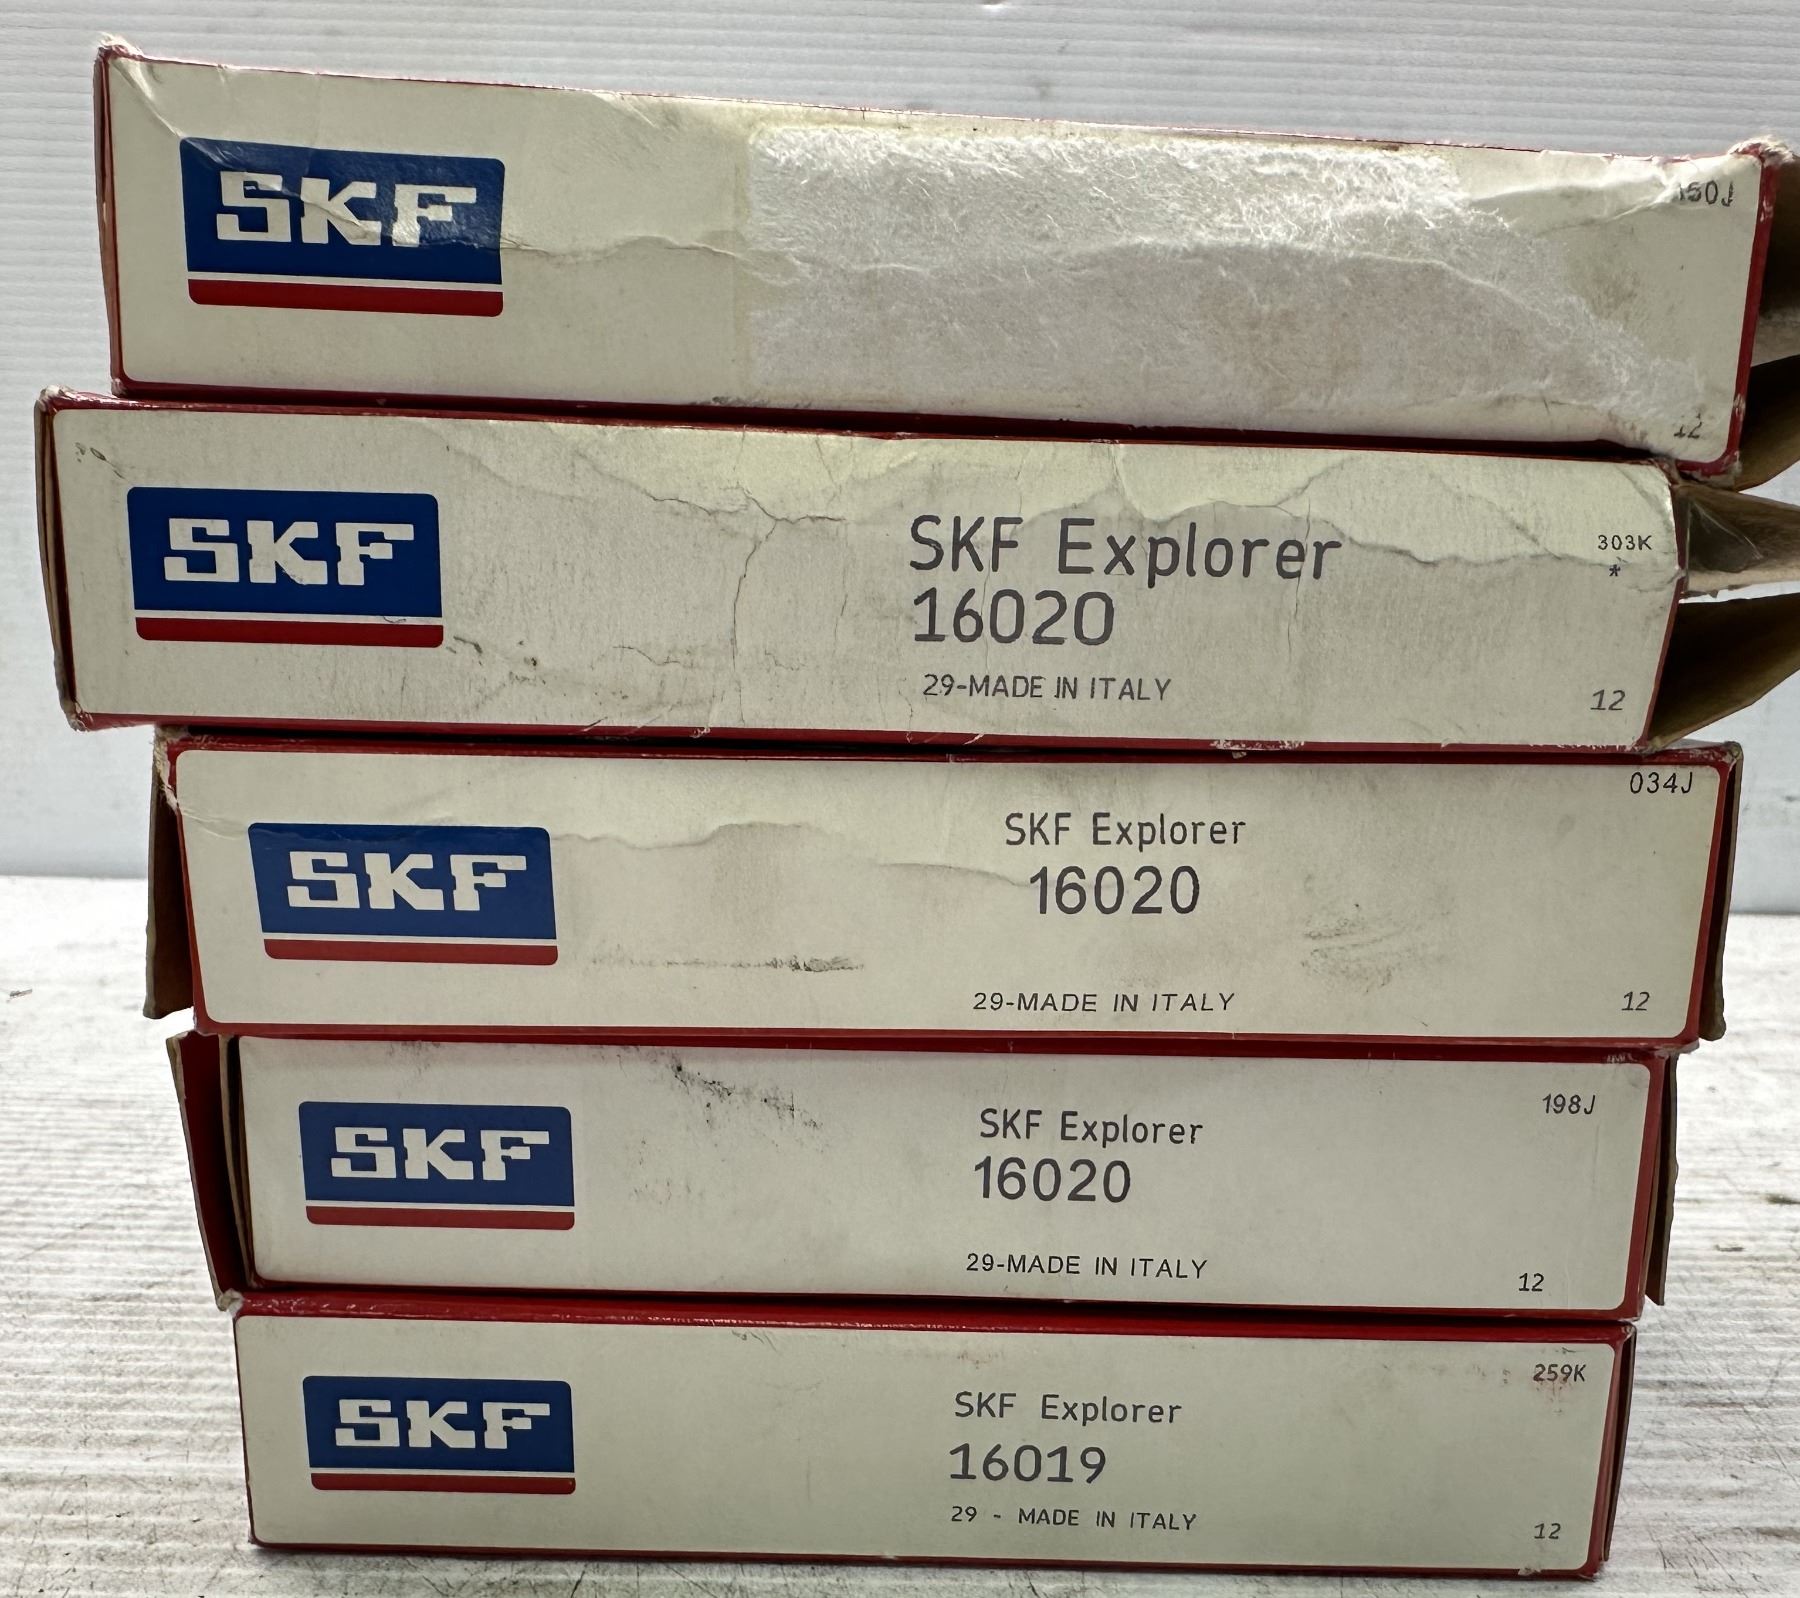 SKF
12
SKF
SKF Explorer
303K
*
16020
29-MADE IN ITALY
12
SKF
034J
SKF Explorer
16020
29-MADE IN ITALY
12
SKF
198J
SKF Explorer
16020
29-MADE IN ITALY
12
SKF
259K
SKF Explorer
16019
29 - MADE IN ITALY
12